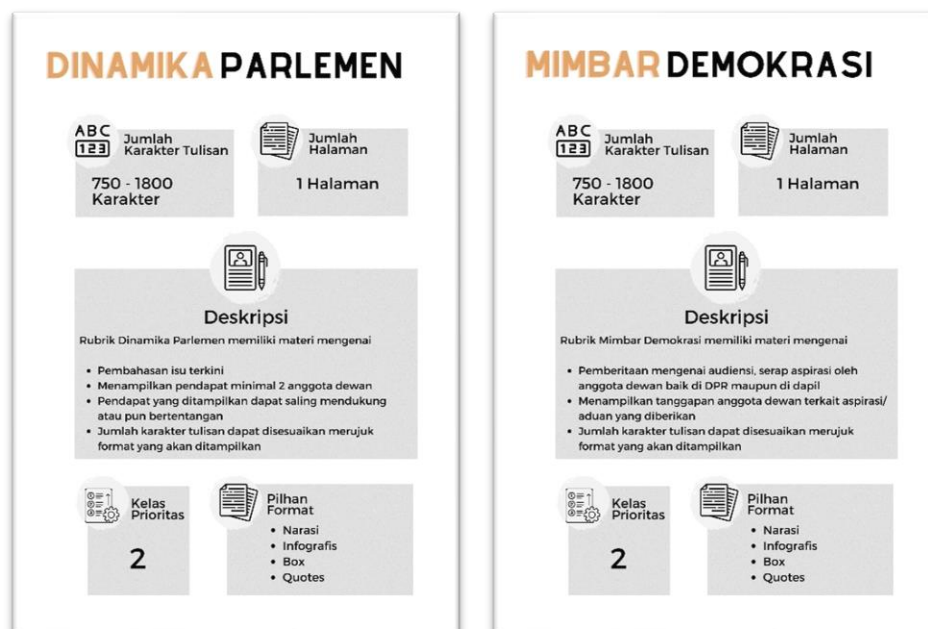 DINAMIKA PARLEMEN
ABC
123
Jumlah
Karakter Tulisan
750 - 1800
Karakter
Jumlah
Halaman
1 Halaman
Deskripsi
Rubrik Dinamika Parlemen memiliki materi mengenai
• Pembahasan isu terkini
• Menampilkan pendapat minimal 2 anggota dewan
• Pendapat yang ditampilkan dapat saling mendukung
atau pun bertentangan
• Jumlah karakter tulisan dapat disesuaikan merujuk
format yang akan ditampilkan
Kelas
Prioritas
2
Pilhan
Format
• Narasi
• Infografis
• Box
• Quotes
MIMBAR DEMOKRASI
ABC
123
Jumlah
Karakter Tulisan
750 - 1800
Karakter
Jumlah
Halaman
1 Halaman
Deskripsi
Rubrik Mimbar Demokrasi memiliki materi mengenai
• Pemberitaan mengenai audiensi, serap aspirasi oleh
anggota dewan baik di DPR maupun di dapil
• Menampilkan tanggapan anggota dewan terkait aspirasi/
aduan yang diberikan
• Jumlah karakter tulisan dapat disesuaikan merujuk
format yang akan ditampilkan
Kelas
Prioritas
2
Pilhan
Format
• Narasi
• Infografis
• Box
• Quotes